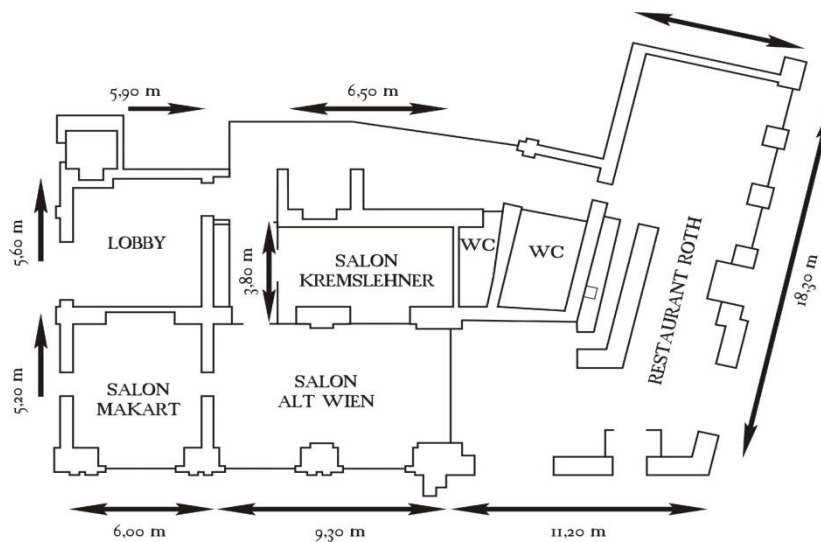 5,90 m
6,50 m
5,60 m
LOBBY
3,80 m
SALON
KREMSLEHNER
WC
WC
RESTAURANT ROTH
18,30 m
5,20 m
SALON
MAKART
SALON
ALT WIEN
6,00 m
9,30 m
11,20 m